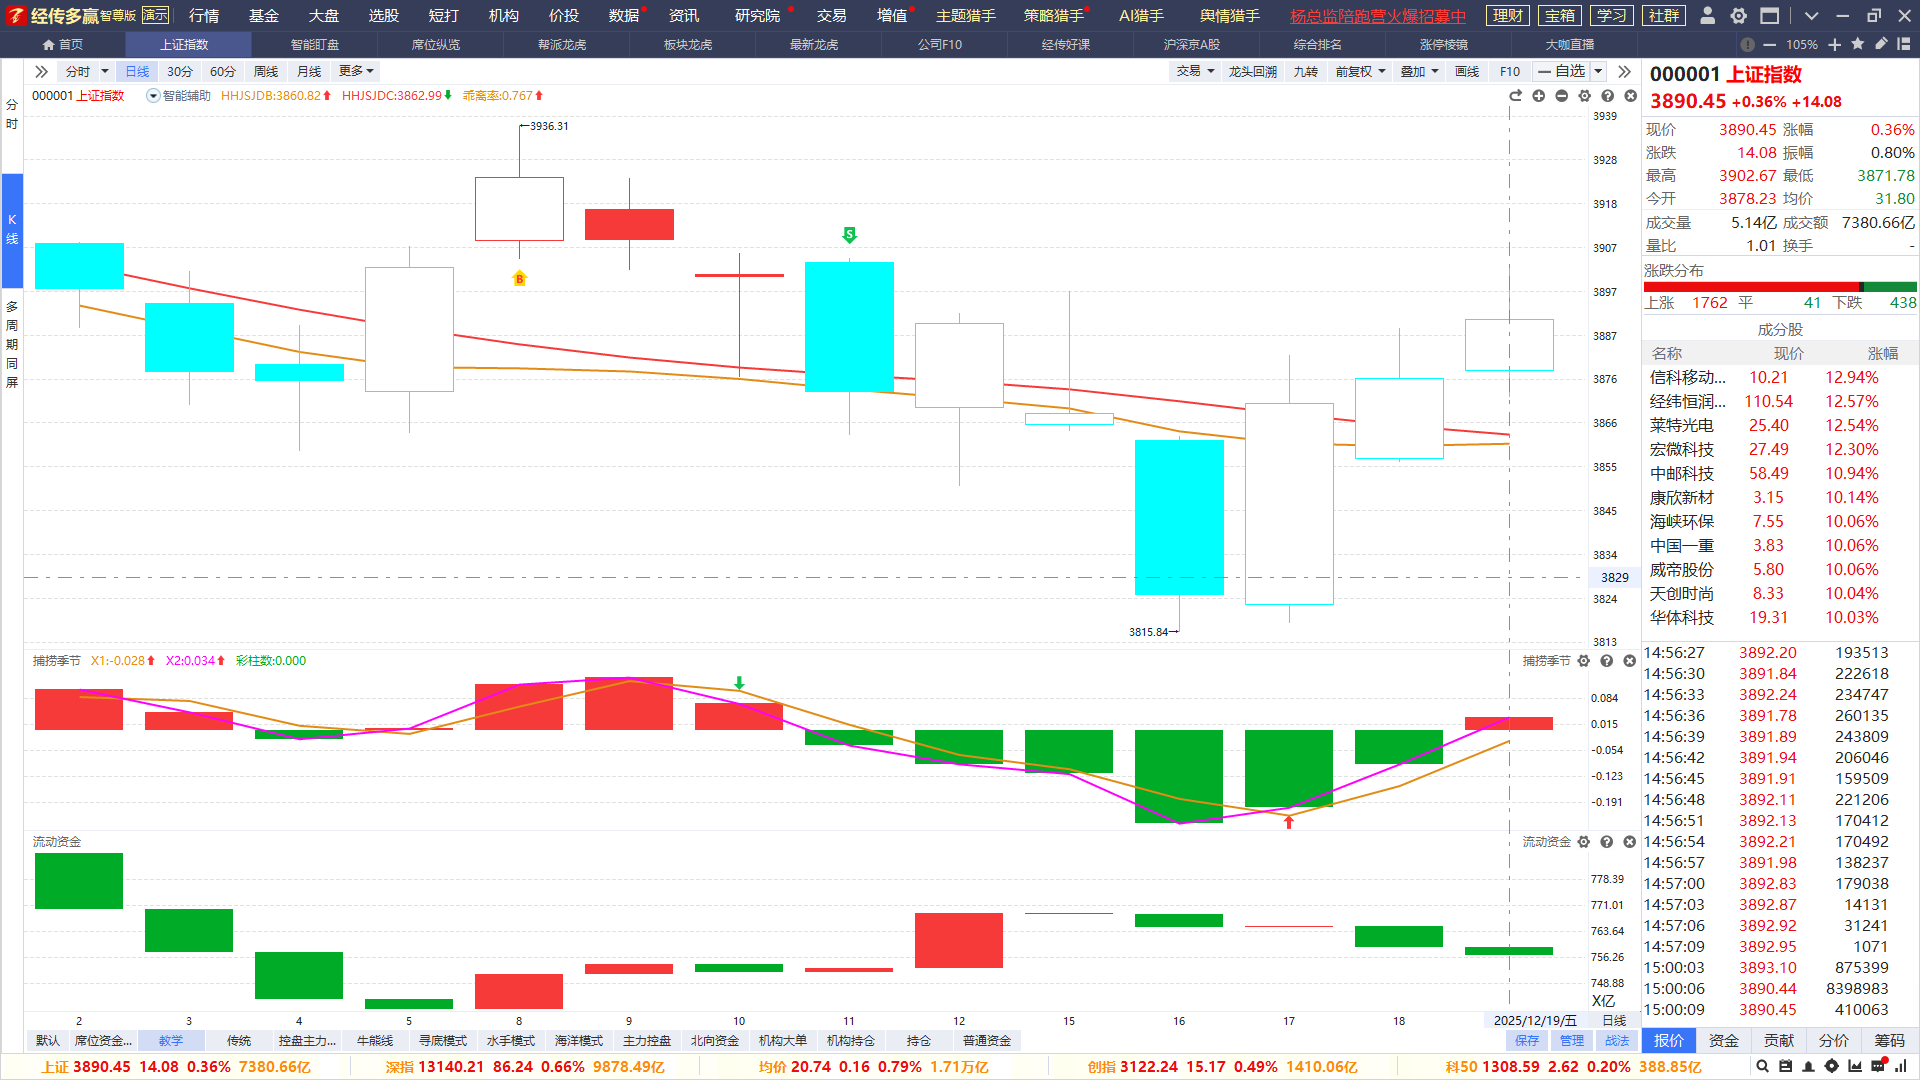 经传多赢 智尊版 演示 行情 基金 大盘 选股 短打 机构 价投 数据 资讯 研究院 交易 增值 主题猎手 策略猎手 AI猎手 舆情猎手 杨总监陪跑营火爆招募中 理财 宝箱 学习 社群
首页 上证指数 智能盯盘 席位纵览 帮派龙虎 板块龙虎 最新龙虎 公司F10 经传好课 沪深京A股 综合排名 涨停棱镜 大咖直播 105%
分时 日线 30分 60分 周线 月线 更多 交易 龙头回溯 九转 前复权 叠加 画线 F10 自选
000001 上证指数 智能辅助 HHJSJDB:3860.82 HHJSJDC:3862.99 乖离率:0.767
分时
K线
多周期同屏
3936.31
B
S
3815.84
3939
3928
3918
3907
3897
3887
3876
3866
3855
3845
3834
3829
3824
3813
捕捞季节 X1:-0.028 X2:0.034 彩柱数:0.000 捕捞季节
0.084
0.015
-0.054
-0.123
-0.191
流动资金 流动资金
778.39
771.01
763.64
756.26
748.88
X亿
2 3 4 5 8 9 10 11 12 15 16 17 18 2025/12/19/五 日线
默认 席位资金... 教学 传统 控盘主力... 牛能线 寻底模式 水手模式 海洋模式 主力控盘 北向资金 机构大单 机构持仓 持仓 普通资金 保存 管理 战法
000001 上证指数
3890.45 +0.36% +14.08
现价 3890.45 涨幅 0.36%
涨跌 14.08 振幅 0.80%
最高 3902.67 最低 3871.78
今开 3878.23 均价 31.80
成交量 5.14亿 成交额 7380.66亿
量比 1.01 换手 -
涨跌分布
上涨 1762 平 41 下跌 438
成分股
名称 现价 涨幅
信科移动... 10.21 12.94%
经纬恒润... 110.54 12.57%
莱特光电 25.40 12.54%
宏微科技 27.49 12.30%
中邮科技 58.49 10.94%
康欣新材 3.15 10.14%
海峡环保 7.55 10.06%
中国一重 3.83 10.06%
威帝股份 5.80 10.06%
天创时尚 8.33 10.04%
华体科技 19.31 10.03%
14:56:27 3892.20 193513
14:56:30 3891.84 222618
14:56:33 3892.24 234747
14:56:36 3891.78 260135
14:56:39 3891.89 243809
14:56:42 3891.94 206046
14:56:45 3891.91 159509
14:56:48 3892.11 221206
14:56:51 3892.13 170412
14:56:54 3892.21 170492
14:56:57 3891.98 138237
14:57:00 3892.83 179038
14:57:03 3892.87 14131
14:57:06 3892.92 31241
14:57:09 3892.95 1071
15:00:03 3893.10 875399
15:00:06 3890.44 8398983
15:00:09 3890.45 410063
报价 资金 贡献 分价 筹码
上证 3890.45 14.08 0.36% 7380.66亿 深指 13140.21 86.24 0.66% 9878.49亿 均价 20.74 0.16 0.79% 1.71万亿 创指 3122.24 15.17 0.49% 1410.06亿 科50 1308.59 2.62 0.20% 388.85亿